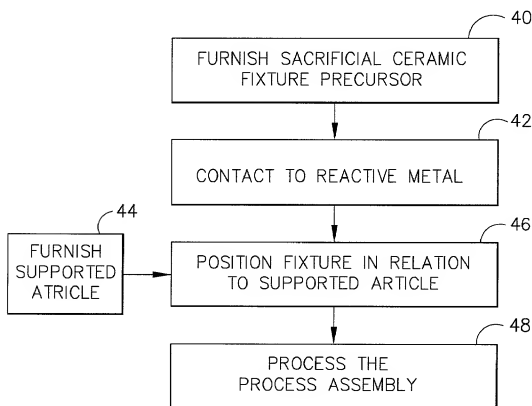 40
FURNISH SACRIFICIAL CERAMIC
FIXTURE PRECURSOR
42
CONTACT TO REACTIVE METAL
44
FURNISH
SUPPORTED
ATRICLE
46
POSITION FIXTURE IN RELATION
TO SUPPORTED ARTICLE
48
PROCESS THE
PROCESS ASSEMBLY